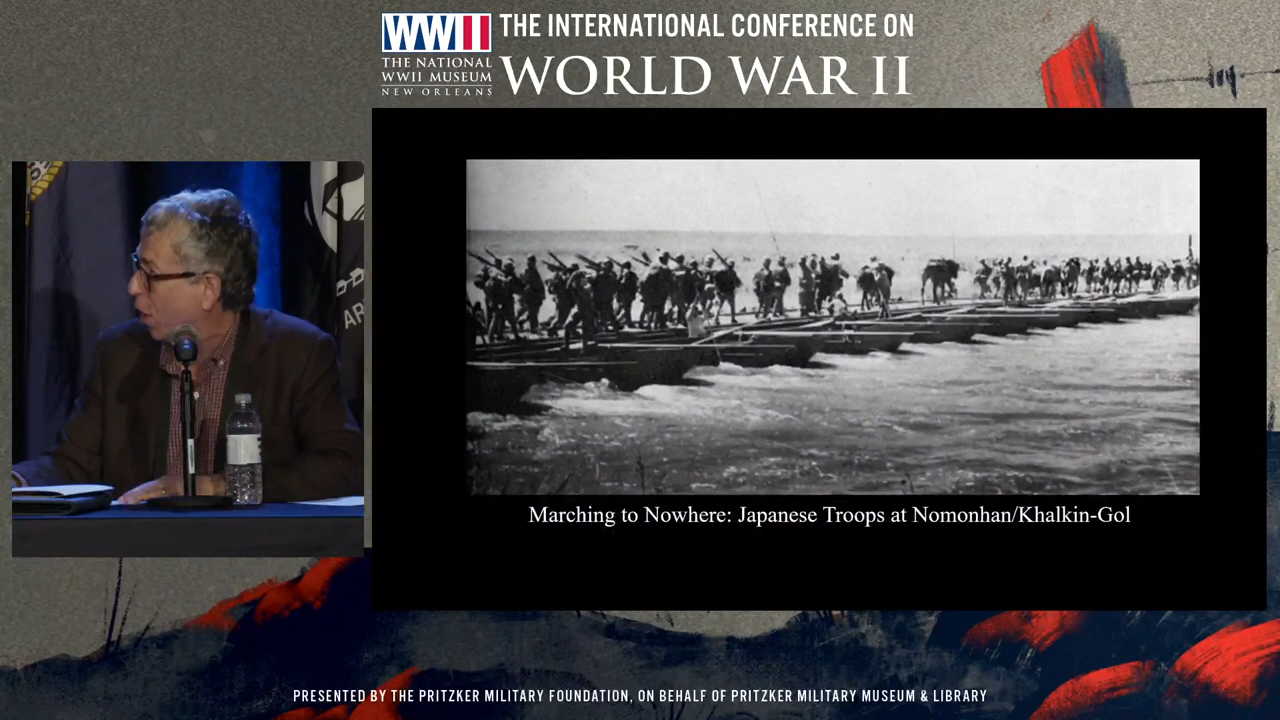 WWII
THE NATIONAL
WWII MUSEUM
NEW ORLEANS
THE INTERNATIONAL CONFERENCE ON
WORLD WAR II
AR
Marching to Nowhere: Japanese Troops at Nomonhan/Khalkin-Gol
PRESENTED BY THE PRITZKER MILITARY FOUNDATION, ON BEHALF OF PRITZKER MILITARY MUSEUM & LIBRARY